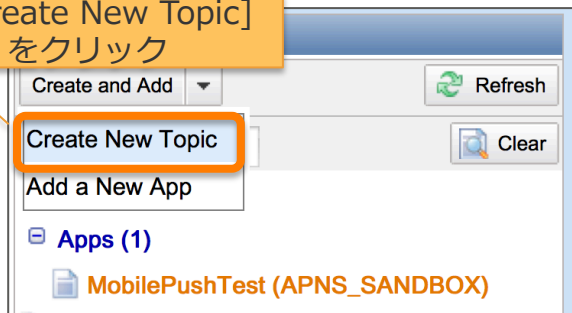 reate New Topic]
をクリック
Create and Add
Refresh
Create New Topic
Clear
Add a New App
Apps (1)
MobilePushTest (APNS_SANDBOX)